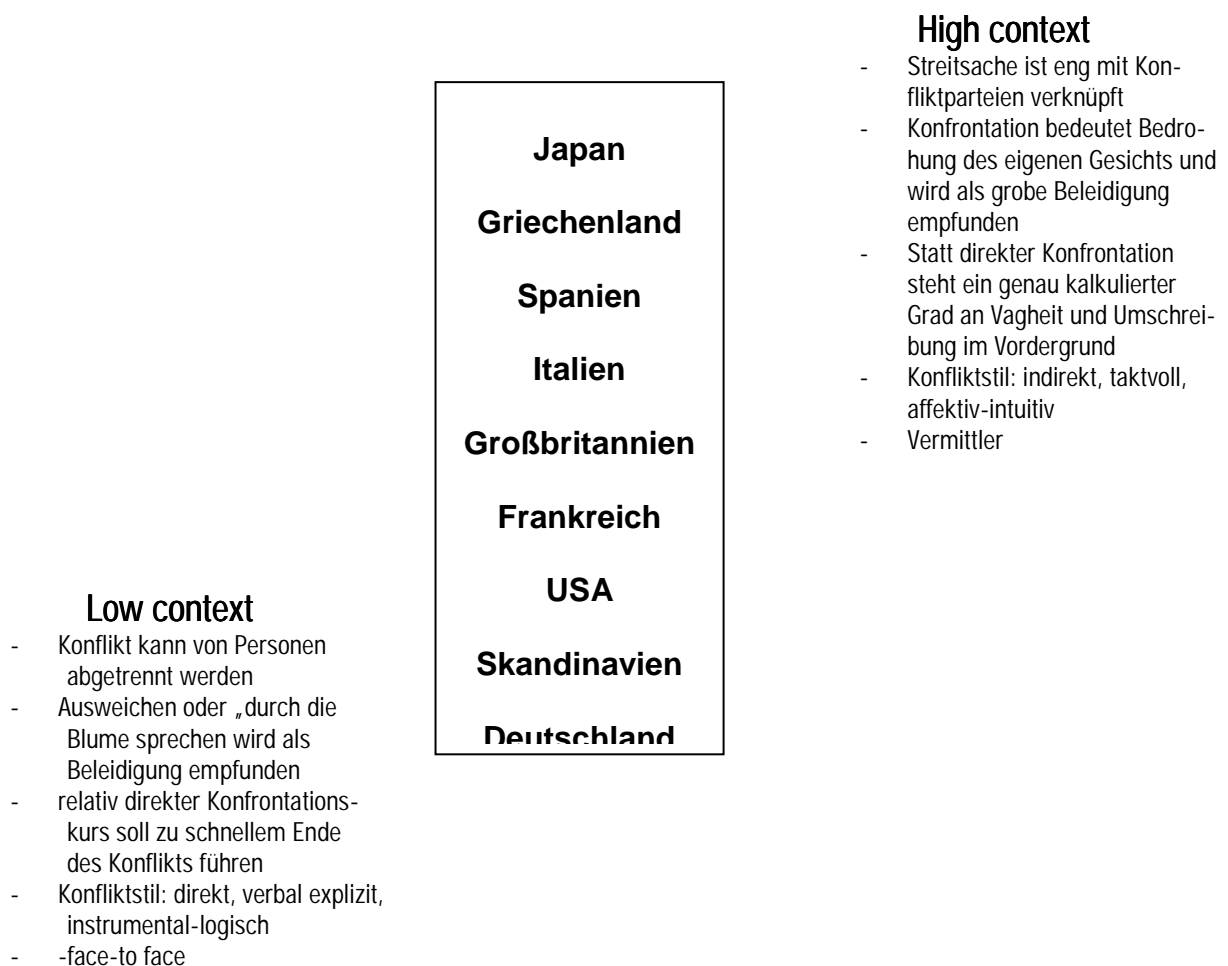 High context
- Streitsache ist eng mit Kon-
fliktparteien verknüpft
- Konfrontation bedeutet Bedro-
hung des eigenen Gesichts und
wird als grobe Beleidigung
empfunden
- Statt direkter Konfrontation
steht ein genau kalkulierter
Grad an Vagheit und Umschrei-
bung im Vordergrund
- Konfliktstil: indirekt, taktvoll,
affektiv-intuitiv
- Vermittler
Japan
Griechenland
Spanien
Italien
Großbritannien
Frankreich
USA
Skandinavien
Deutschland
Low context
- Konflikt kann von Personen
abgetrennt werden
- Ausweichen oder „durch die
Blume sprechen wird als
Beleidigung empfunden
- relativ direkter Konfrontations-
kurs soll zu schnellem Ende
des Konflikts führen
- Konfliktstil: direkt, verbal explizit,
instrumental-logisch
- -face-to face